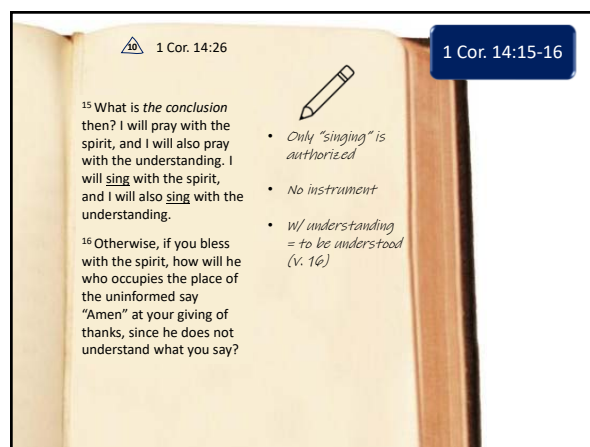 10 1 Cor. 14:26
1 Cor. 14:15-16
15 What is the conclusion
then? I will pray with the
spirit, and I will also pray
with the understanding. I
will sing with the spirit,
and I will also sing with the
understanding.
16 Otherwise, if you bless
with the spirit, how will he
who occupies the place of
the uninformed say
“Amen” at your giving of
thanks, since he does not
understand what you say?
• Only “singing” is
authorized
• No instrument
• W/ understanding
= to be understood
(v. 16)